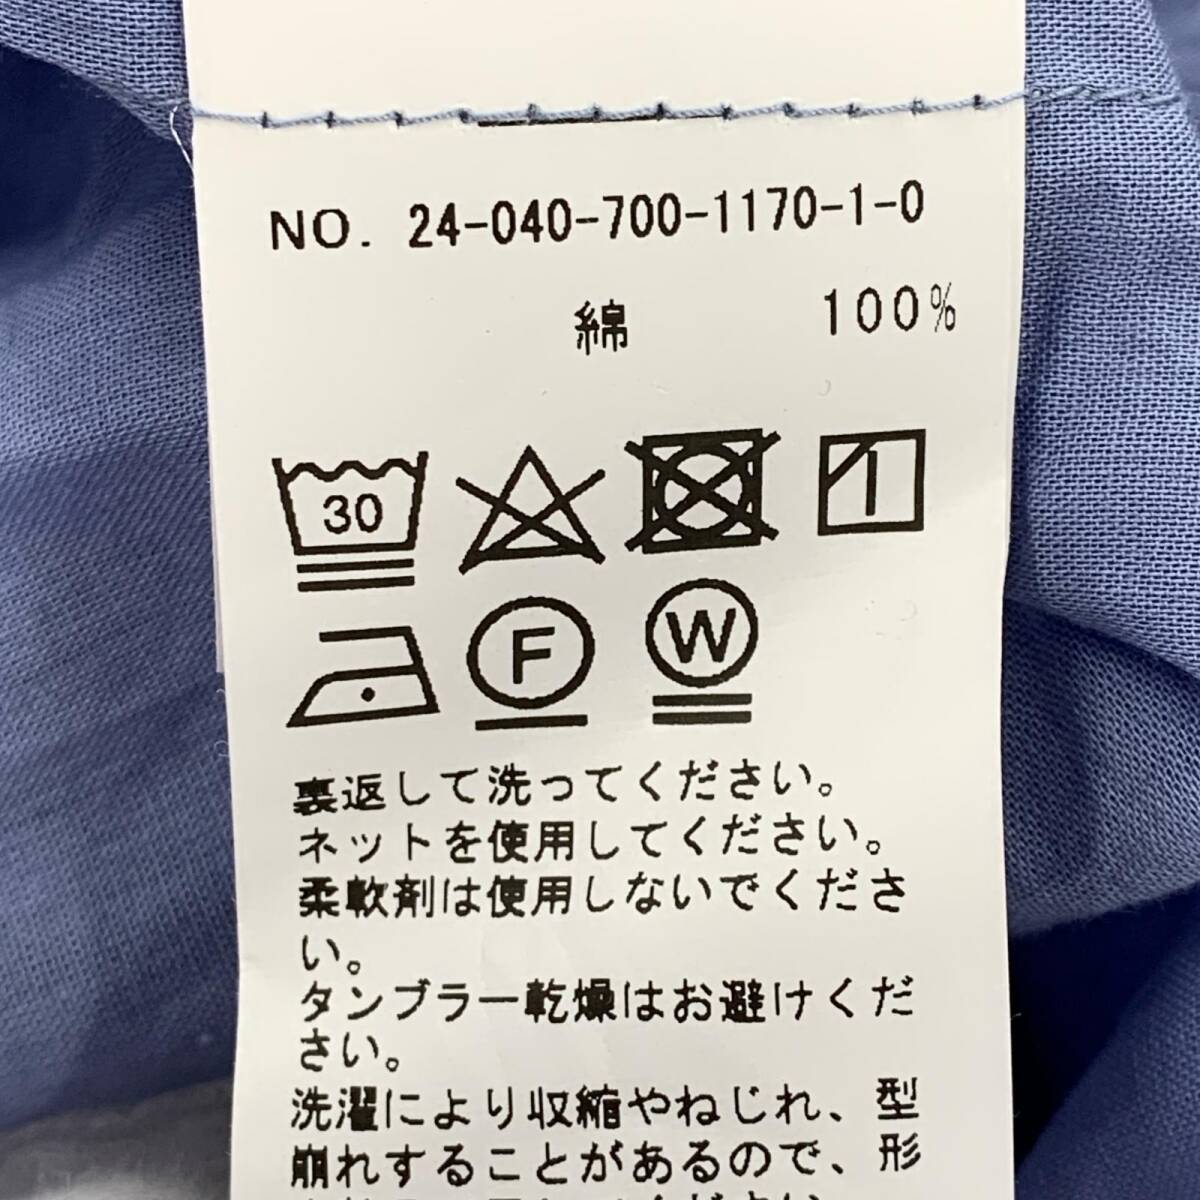 NO. 24-040-700-1170-1-0
綿 100%
30
F W
裏返して洗ってください。
ネットを使用してください。
柔軟剤は使用しないでくださ
い。
タンブラー乾燥はお避けくだ
さい。
洗濯により収縮やねじれ、型
崩れすることがあるので、形
ください。